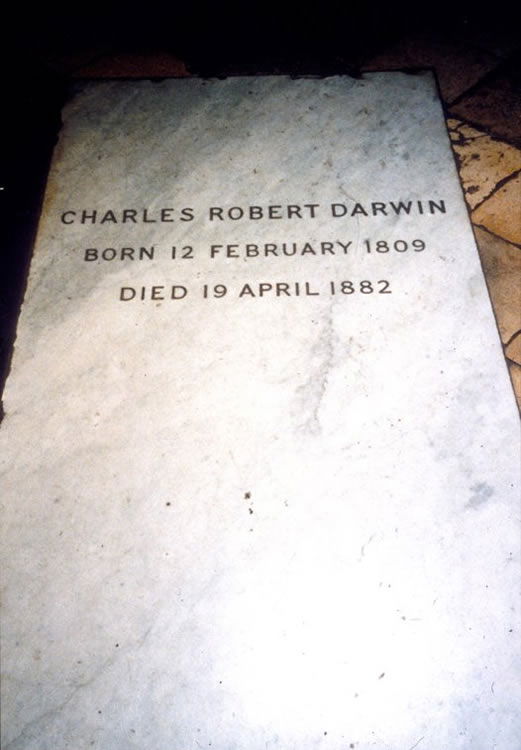 CHARLES ROBERT DARWIN
BORN 12 FEBRUARY 1809
DIED 19 APRIL 1882